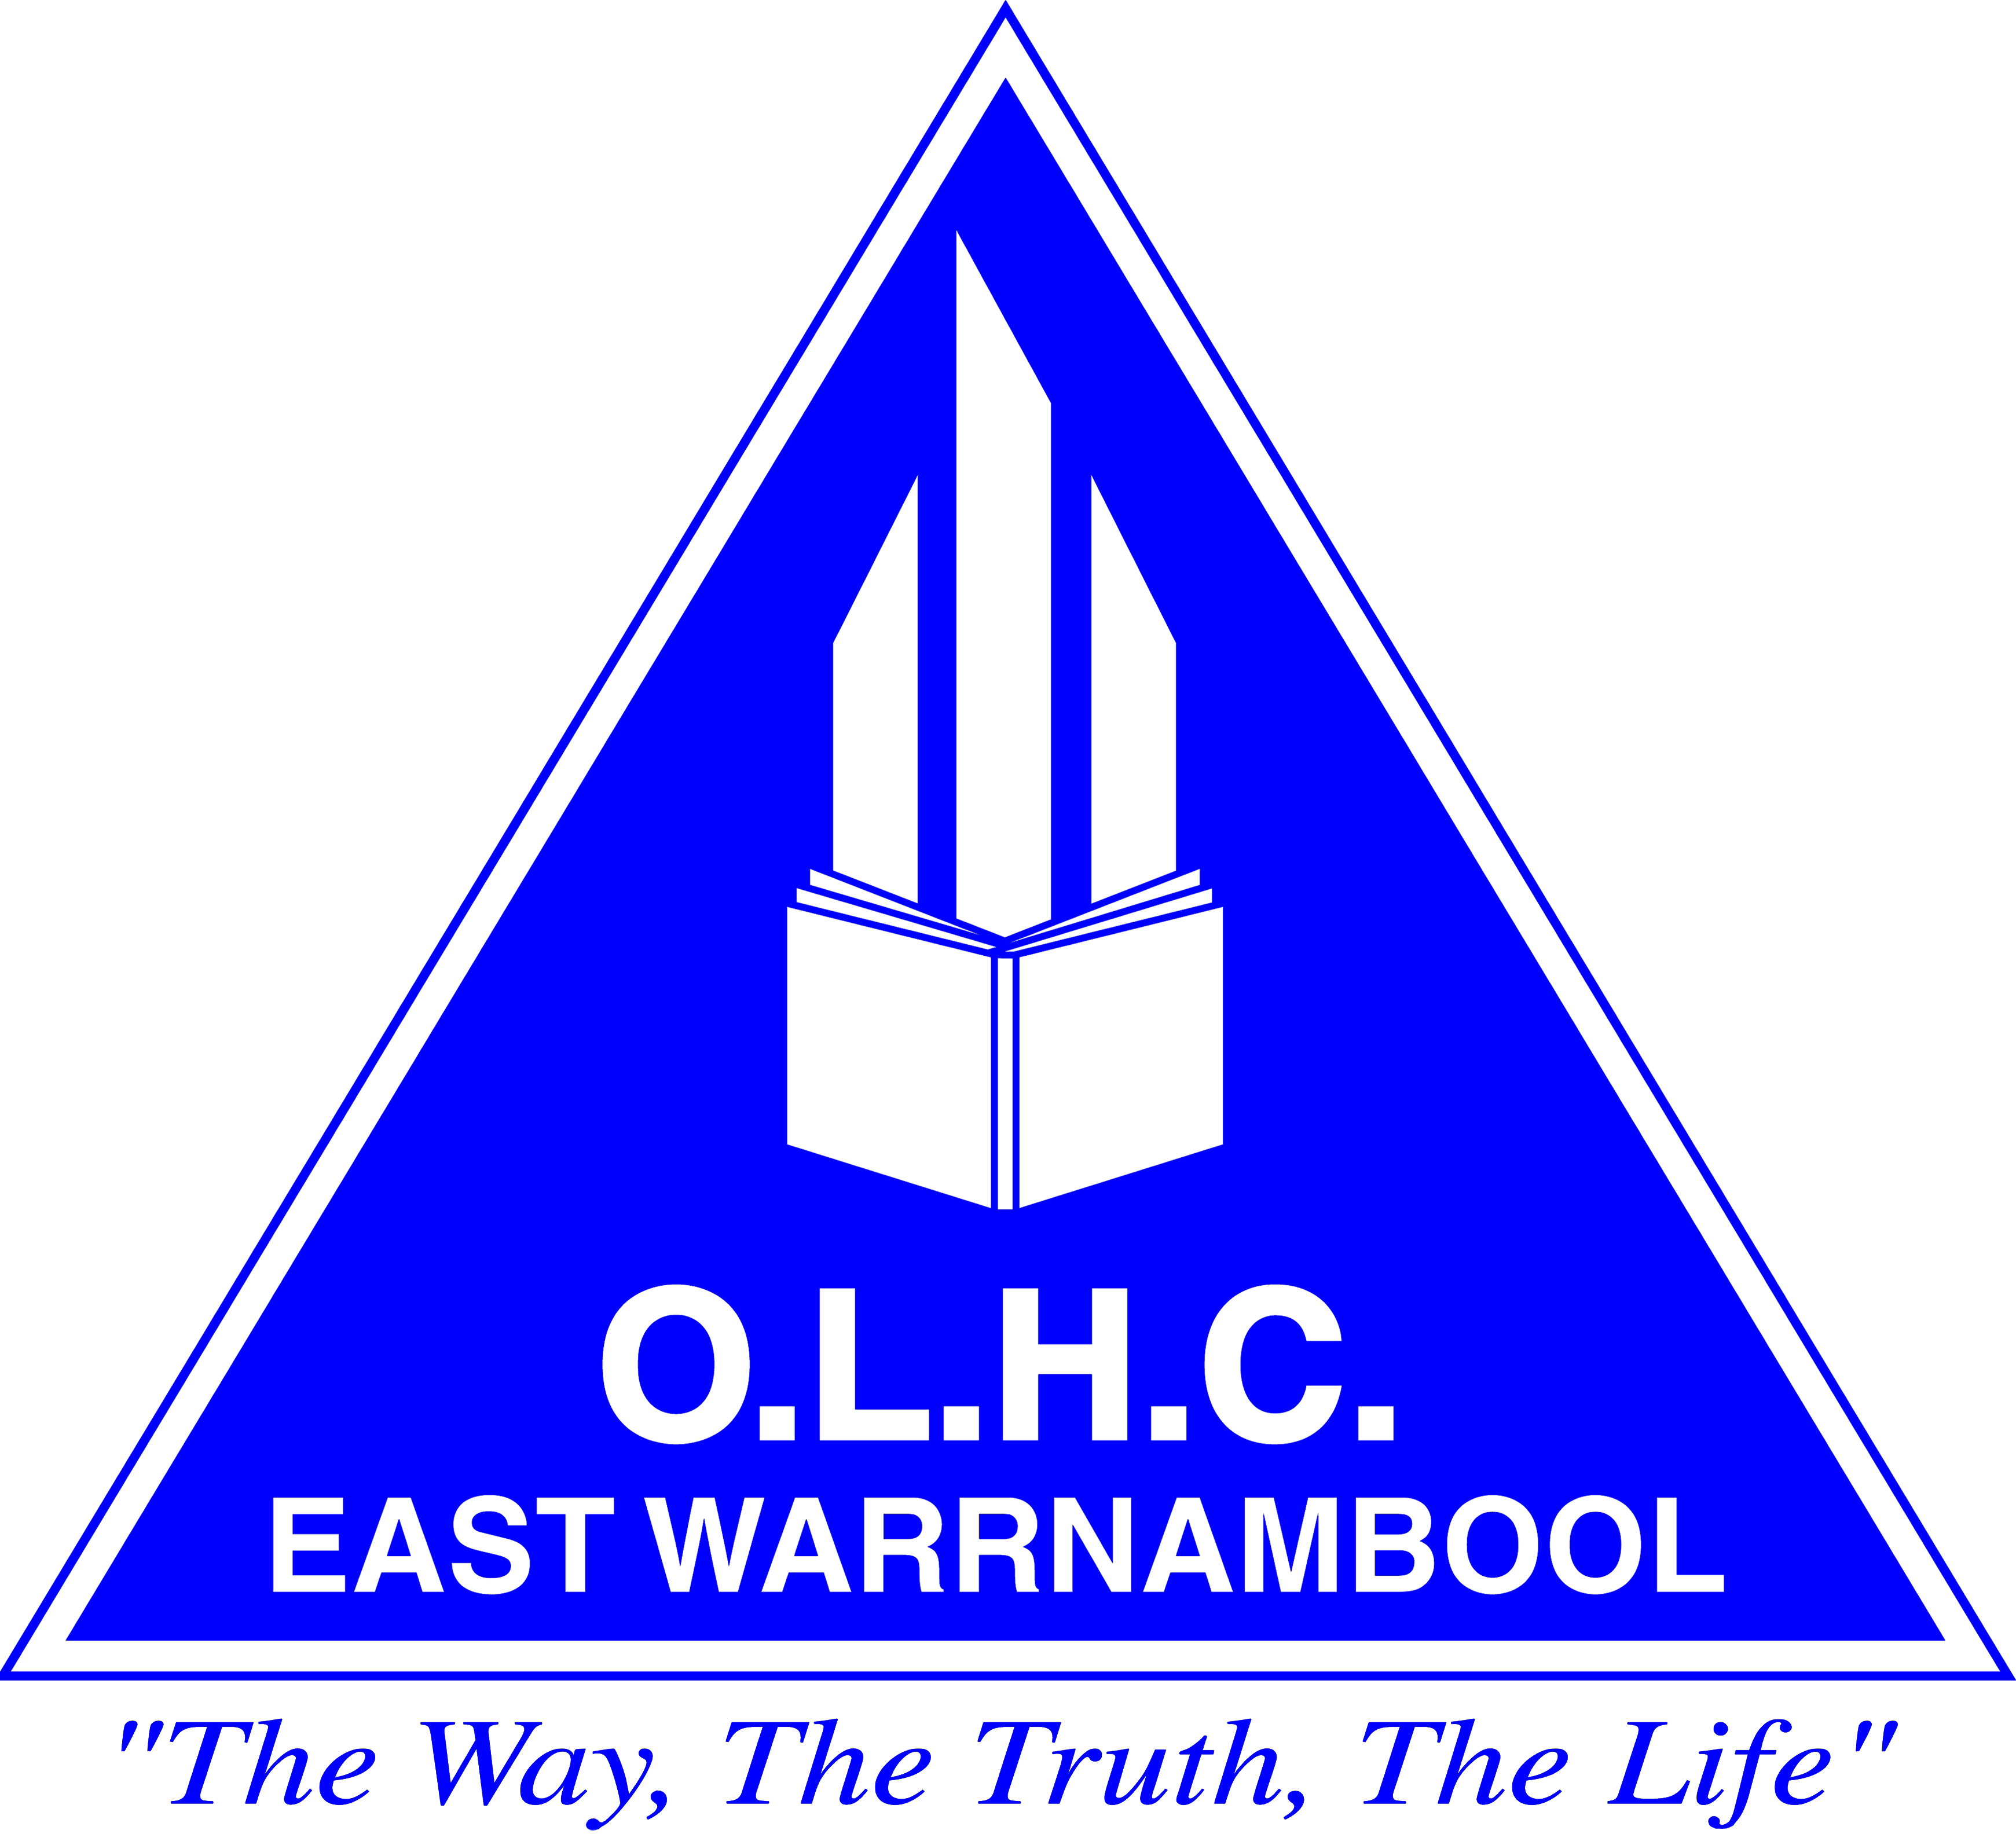 O.L.H.C.
EAST WARRNAMBOOL
"The Way, The Truth, The Life"